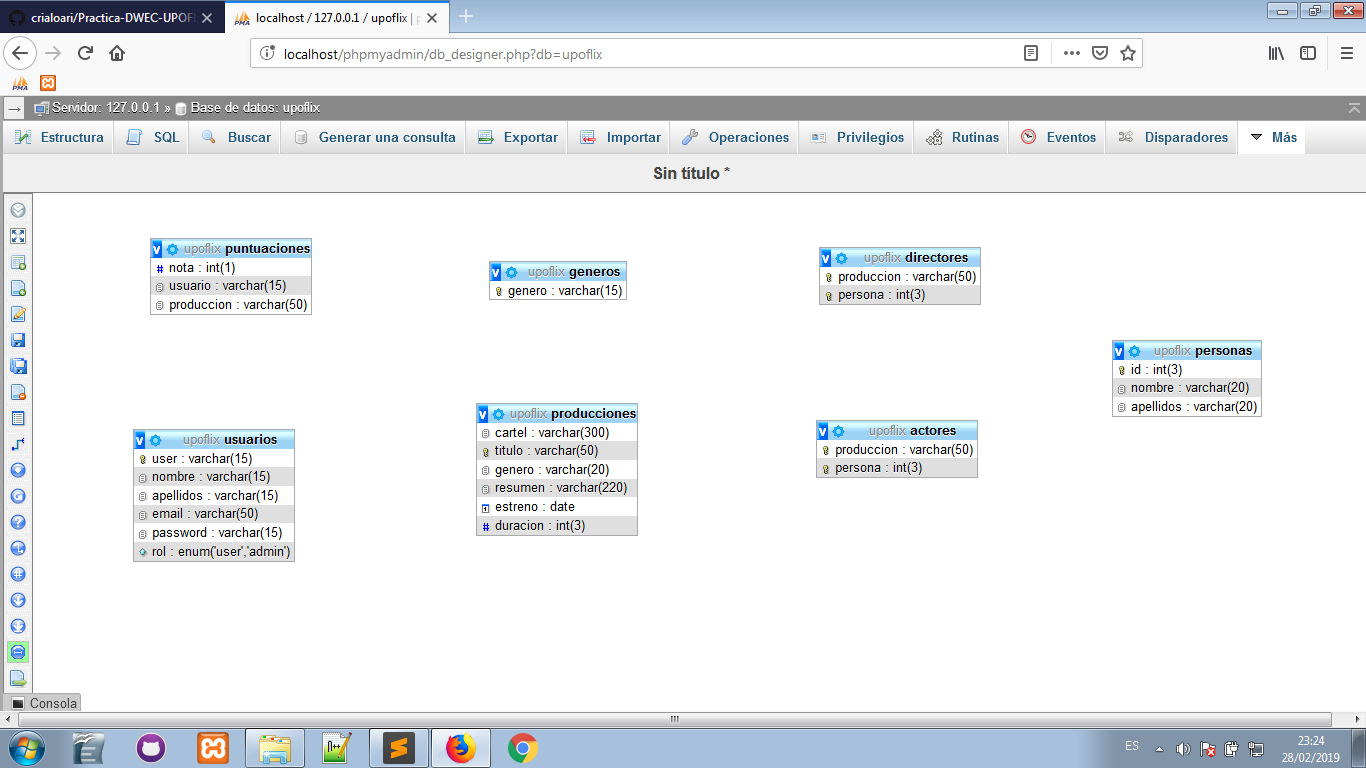 crialoari/Practica-DWEC-UPOFL
localhost / 127.0.0.1 / upoflix | p
localhost/phpmyadmin/db_designer.php?db=upoflix
Servidor: 127.0.0.1 » Base de datos: upoflix
Estructura SQL Buscar Generar una consulta Exportar Importar Operaciones Privilegios Rutinas Eventos Disparadores Más
Sin título *
v upoflix puntuaciones
# nota : int(1)
usuario : varchar(15)
produccion : varchar(50)
v upoflix generos
genero : varchar(15)
v upoflix directores
produccion : varchar(50)
persona : int(3)
v upoflix personas
id : int(3)
nombre : varchar(20)
apellidos : varchar(20)
v upoflix usuarios
user : varchar(15)
nombre : varchar(15)
apellidos : varchar(15)
email : varchar(50)
password : varchar(15)
rol : enum('user','admin')
v upoflix producciones
cartel : varchar(300)
titulo : varchar(50)
genero : varchar(20)
resumen : varchar(220)
estreno : date
# duracion : int(3)
v upoflix actores
produccion : varchar(50)
persona : int(3)
Consola
ES
23:24
28/02/2019